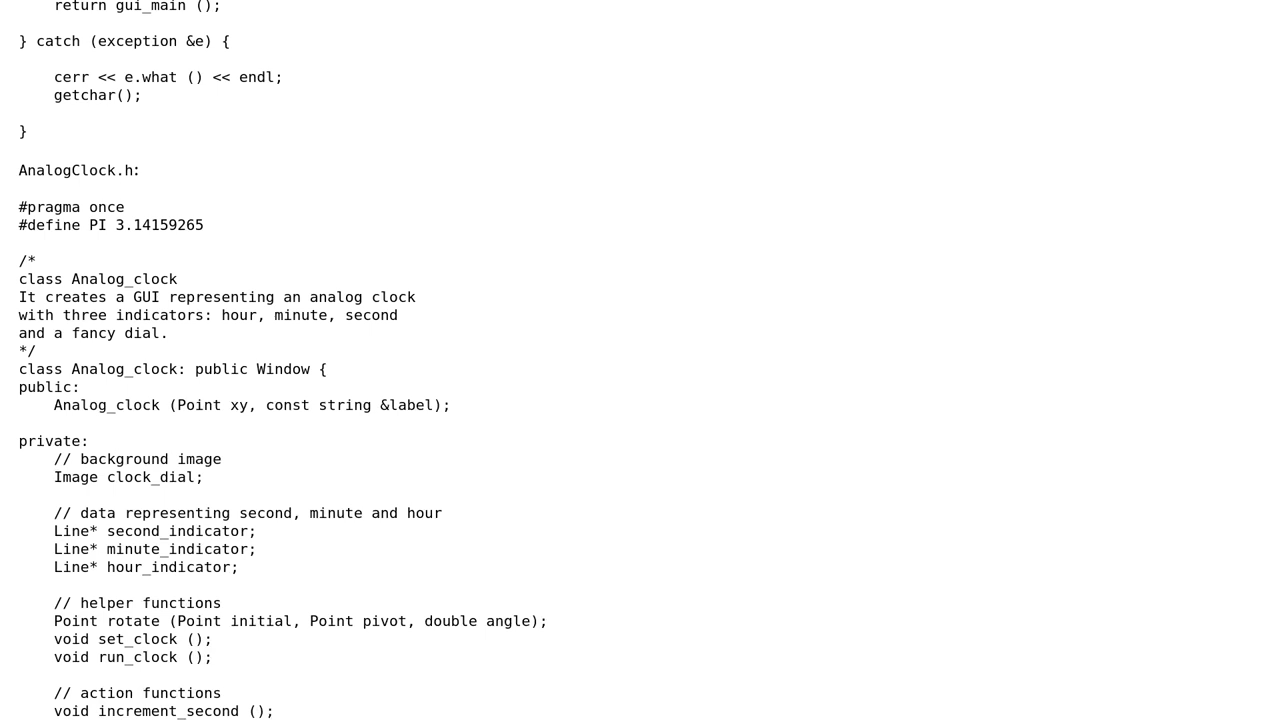 return gui_main ();

} catch (exception &e) {

    cerr << e.what () << endl;
    getchar();

}

AnalogClock.h:

#pragma once
#define PI 3.14159265

/*
class Analog_clock
It creates a GUI representing an analog clock
with three indicators: hour, minute, second
and a fancy dial.
*/
class Analog_clock: public Window {
public:
    Analog_clock (Point xy, const string &label);

private:
    // background image
    Image clock_dial;

    // data representing second, minute and hour
    Line* second_indicator;
    Line* minute_indicator;
    Line* hour_indicator;

    // helper functions
    Point rotate (Point initial, Point pivot, double angle);
    void set_clock ();
    void run_clock ();

    // action functions
    void increment_second ();